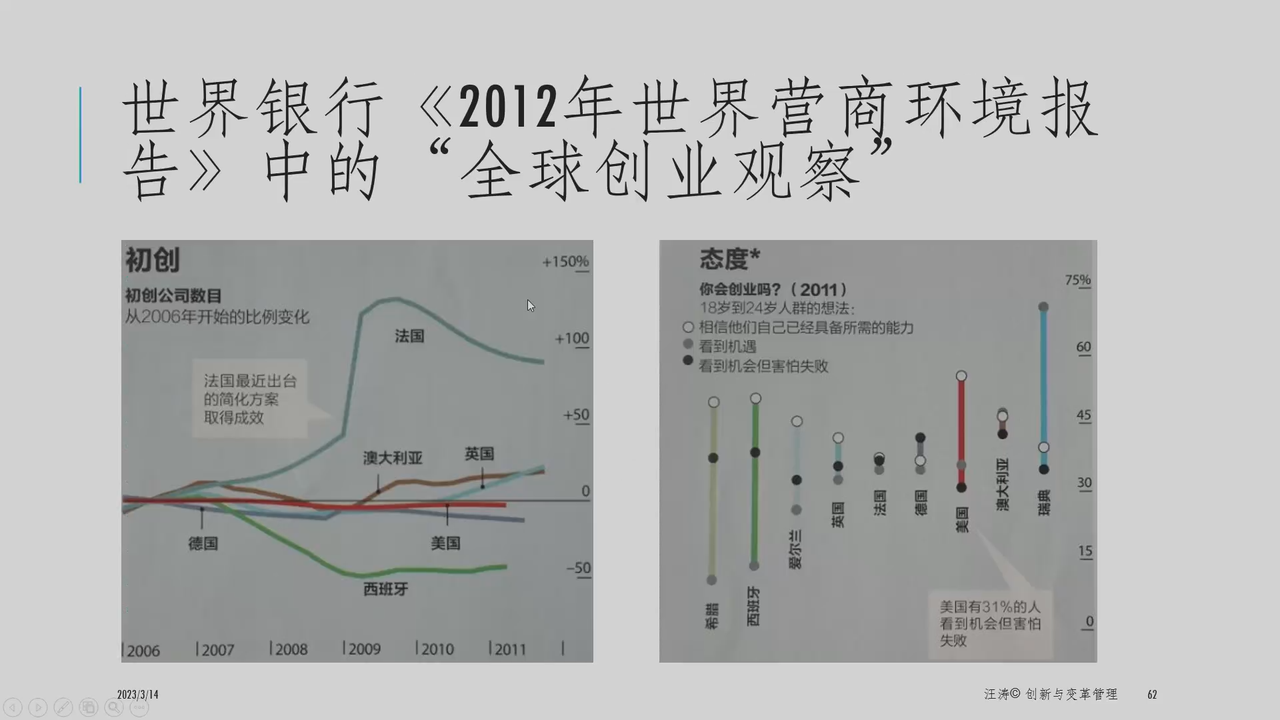 世界银行《2012年世界营商环境报
告》中的“全球创业观察”
初创
初创公司数目
从2006年开始的比例变化
+150%
+100
+50
0
-50
法国
法国最近出台
的简化方案
取得成效
澳大利亚
英国
德国
美国
西班牙
2006
2007
2008
2009
2010
2011
态度*
你会创业吗?(2011)
18岁到24岁人群的想法:
相信他们自己已经具备所需的能力
看到机遇
看到机会但害怕失败
75%
60
45
30
15
0
希腊
西班牙
爱尔兰
英国
法国
德国
美国
澳大利亚
瑞典
美国有31%的人
看到机会但害怕
失败
2023/3/14
汪涛© 创新与变革管理
62